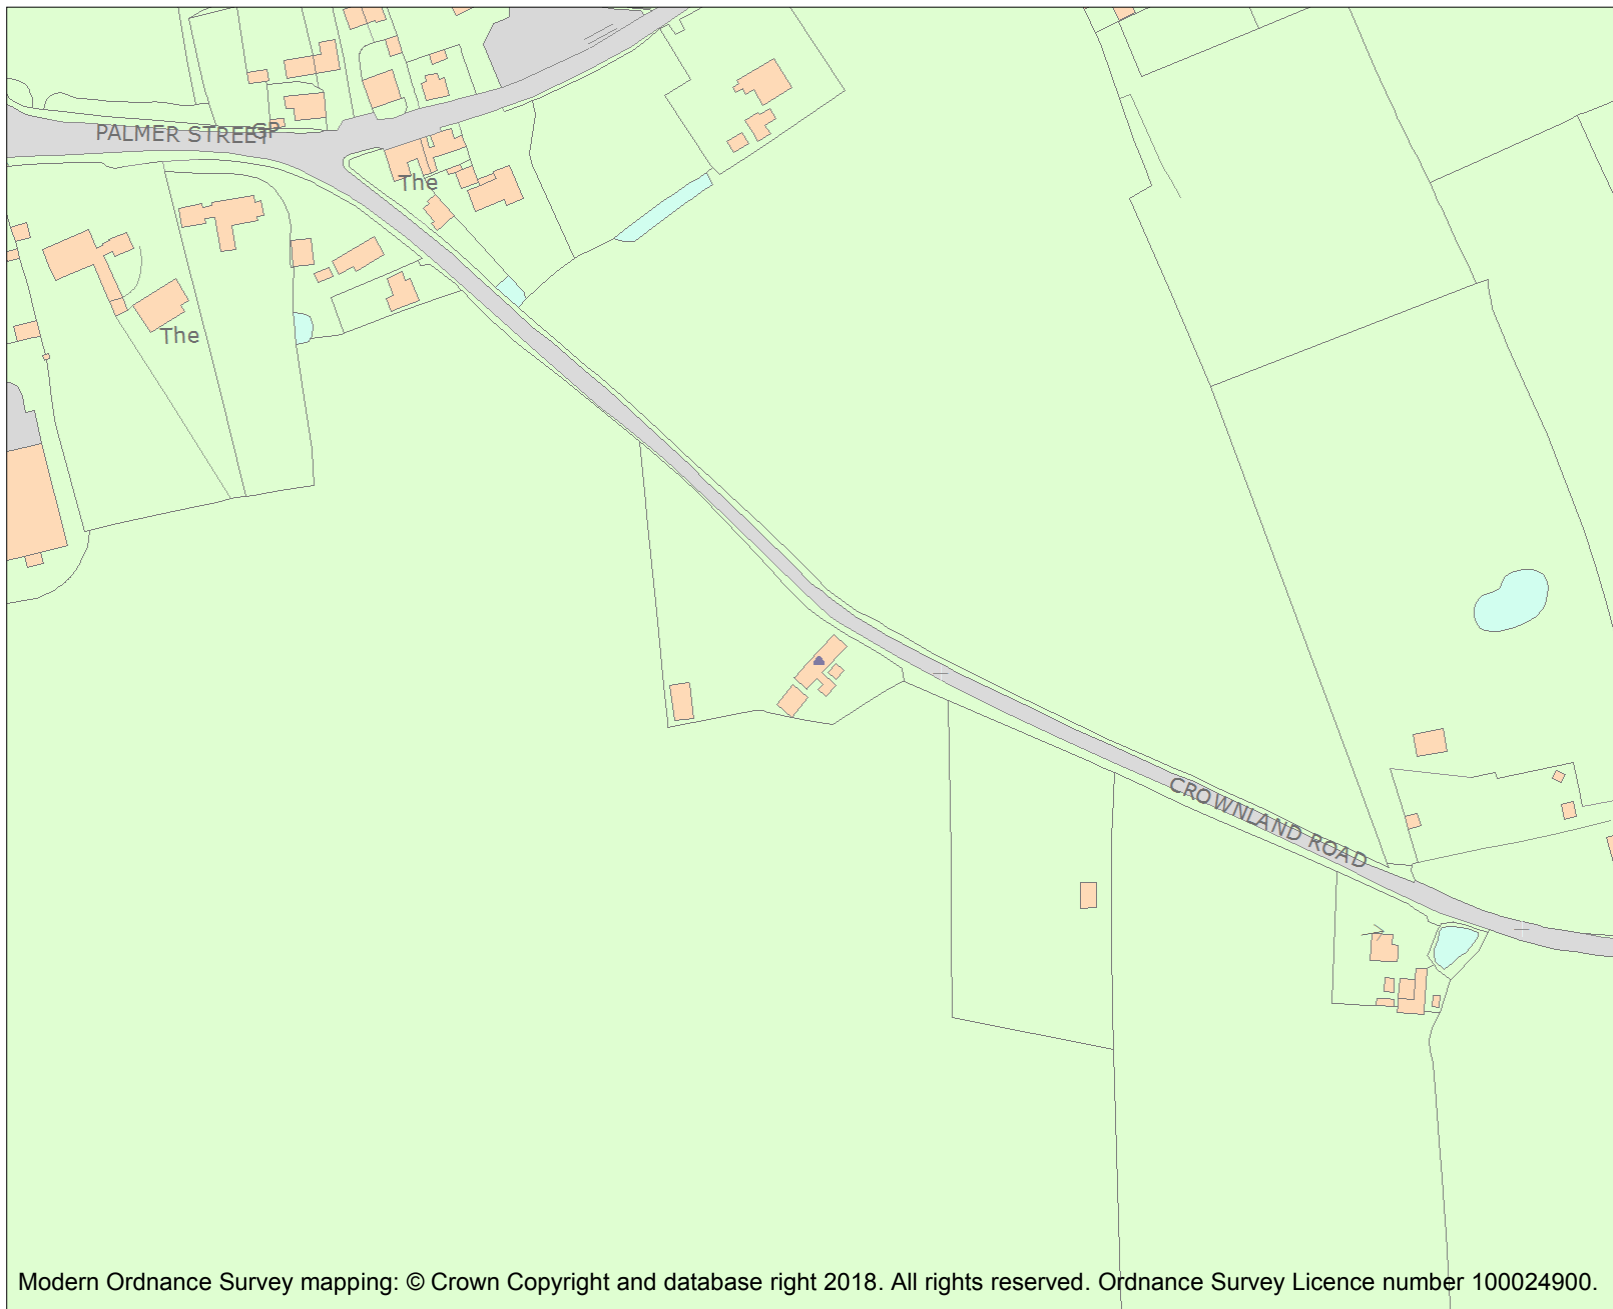 PALMER STREET
GP
The
The
CROWNLAND ROAD
Modern Ordnance Survey mapping: © Crown Copyright and database right 2018. All rights reserved. Ordnance Survey Licence number 100024900.